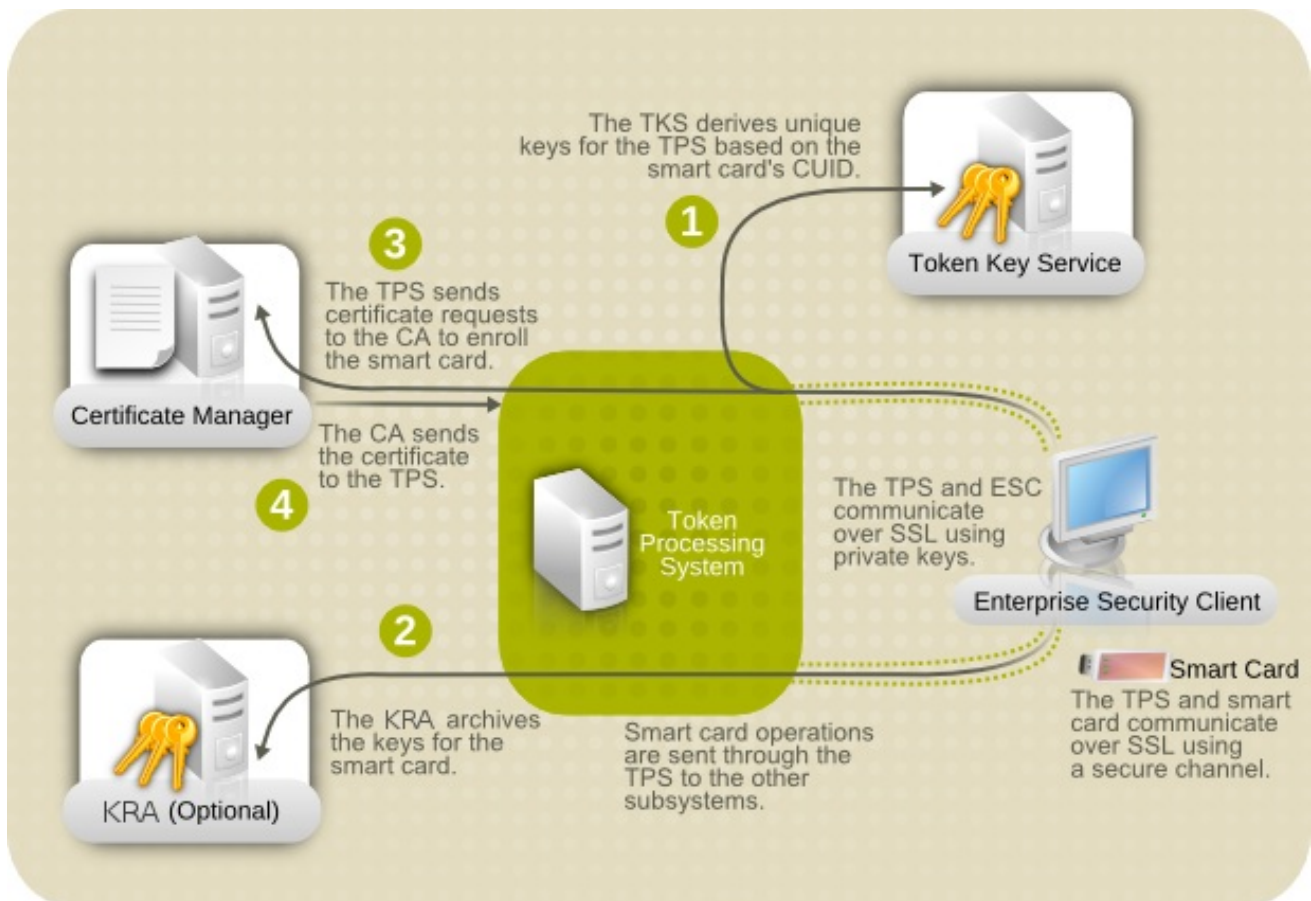 The TKS derives unique
keys for the TPS based on the
smart card's CUID.
1
Token Key Service
3
The TPS sends
certificate requests
to the CA to enroll
the smart card.
Certificate Manager
The CA sends
the certificate
to the TPS.
4
Token
Processing
System
The TPS and ESC
communicate
over SSL using
private keys.
Enterprise Security Client
2
The KRA archives
the keys for the
smart card.
KRA (Optional)
Smart card operations
are sent through the
TPS to the other
subsystems.
Smart Card
The TPS and smart
card communicate
over SSL using
a secure channel.